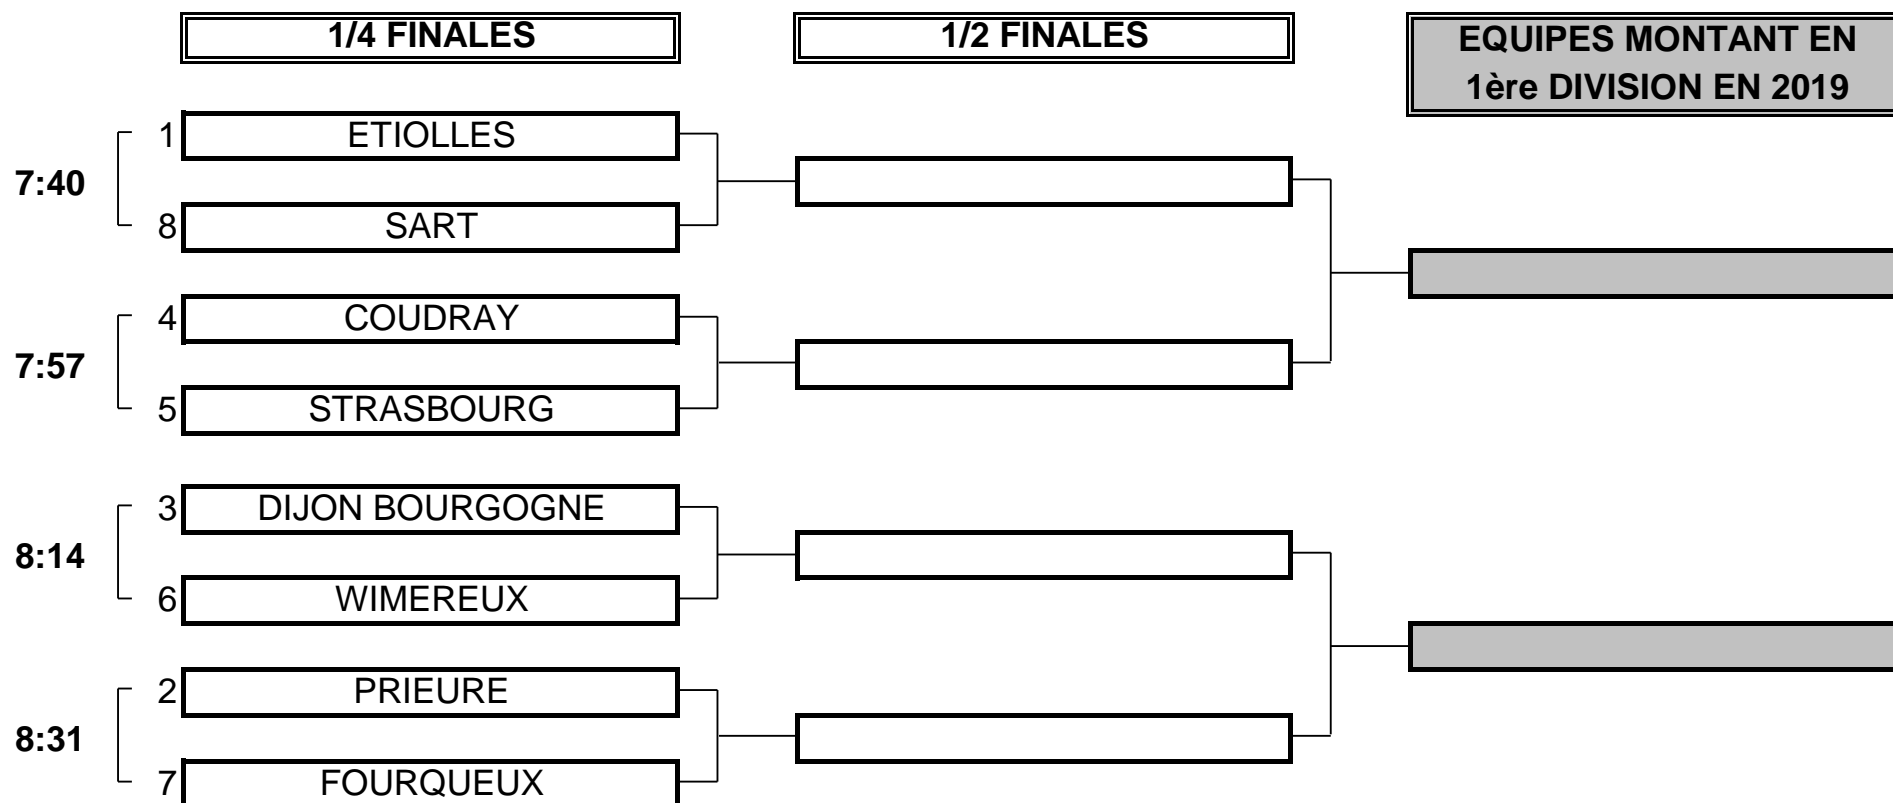 1/4 FINALES
1/2 FINALES
EQUIPES MONTANT EN
1ère DIVISION EN 2019
1 ETIOLLES
7:40
8 SART
4 COUDRAY
7:57
5 STRASBOURG
3 DIJON BOURGOGNE
8:14
6 WIMEREUX
2 PRIEURE
8:31
7 FOURQUEUX